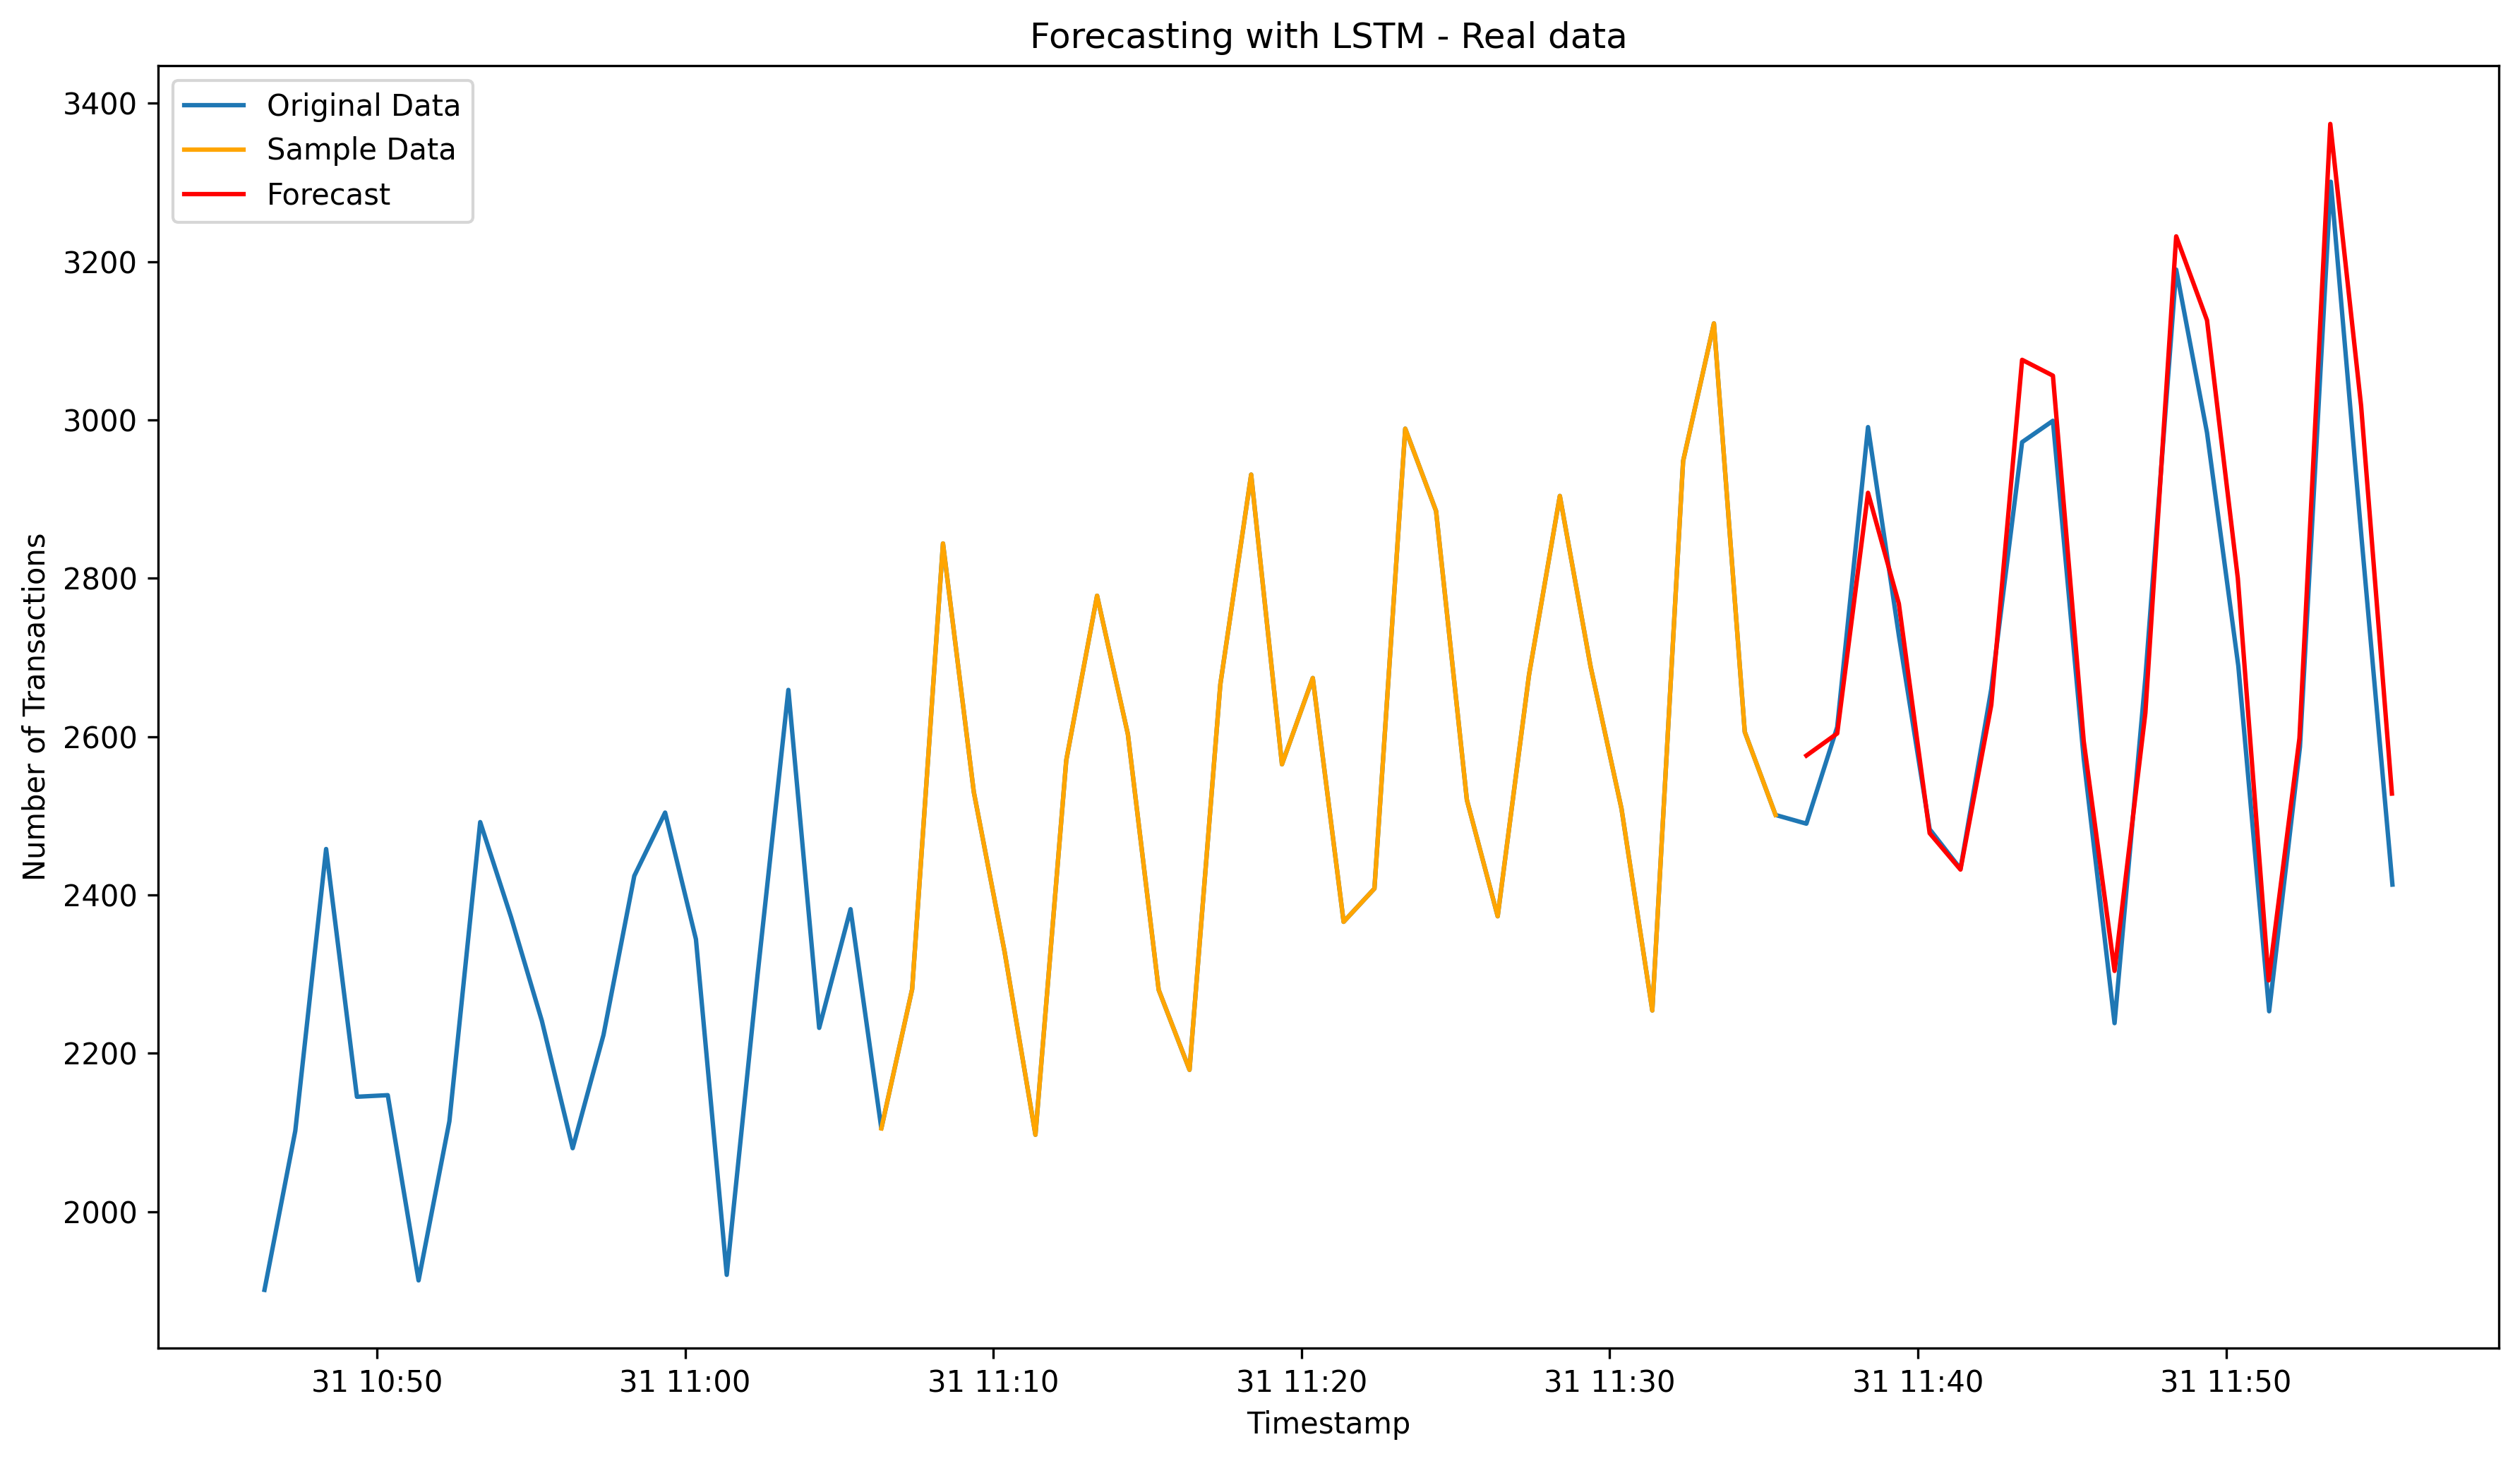 Forecasting with LSTM - Real data
Original Data
Sample Data
Forecast
3400
3200
3000
2800
2600
2400
2200
2000
Number of Transactions
31 10:50
31 11:00
31 11:10
31 11:20
31 11:30
31 11:40
31 11:50
Timestamp